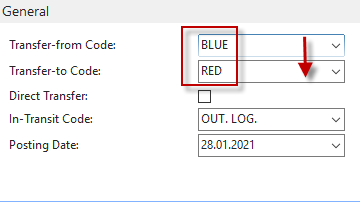 General
Transfer-from Code: BLUE
Transfer-to Code: RED
Direct Transfer:
In-Transit Code: OUT. LOG.
Posting Date: 28.01.2021